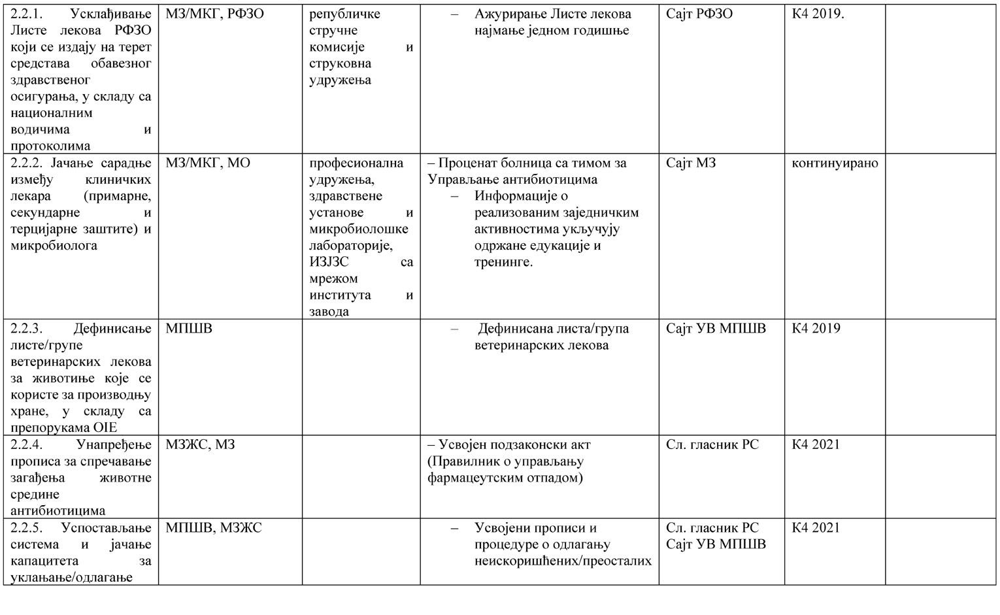 2.2.1. Усклађивање
Листе лекова РФЗО
који се издају на терет
средстава обавезног
здравственог
осигурања, у складу са
националним
водичима и
протоколима
МЗ/МКГ, РФЗО
републичке
стручне
комисије и
струковна
удружења
– Ажурирање Листе лекова
најмање једном годишње
Сајт РФЗО
К4 2019.
2.2.2. Јачање сарадње
између клиничких
лекара (примарне,
секундарне и
терцијарне заштите) и
микробиолога
МЗ/МКГ, МО
професионална
удружења,
здравствене
установе и
микробиолошке
лабораторије,
ИЗЈЗС са
мрежом
института и
завода
– Проценат болница са тимом за
Управљање антибиотицима
– Информације о
реализованим заједничким
активностима укључују
одржане едукације и
тренинге.
Сајт МЗ
континуирано
2.2.3. Дефинисање
листе/групе
ветеринарских лекова
за животиње које се
користе за производњу
хране, у складу са
препорукама OIE
МПШВ
– Дефинисана листа/група
ветеринарских лекова
Сајт УВ МПШВ
К4 2019
2.2.4. Унапређење
прописа за спречавање
загађења животне
средине
антибиотицима
МЗЖС, МЗ
– Усвојен подзаконски акт
(Правилник о управљању
фармацеутским отпадом)
Сл. гласник РС
К4 2021
2.2.5. Успостављање
система и јачање
капацитета за
уклањање/одлагање
МПШВ, МЗЖС
– Усвојени прописи и
процедуре о одлагању
неискоришћених/преосталих
Сл. гласник РС
Сајт УВ МПШВ
К4 2021